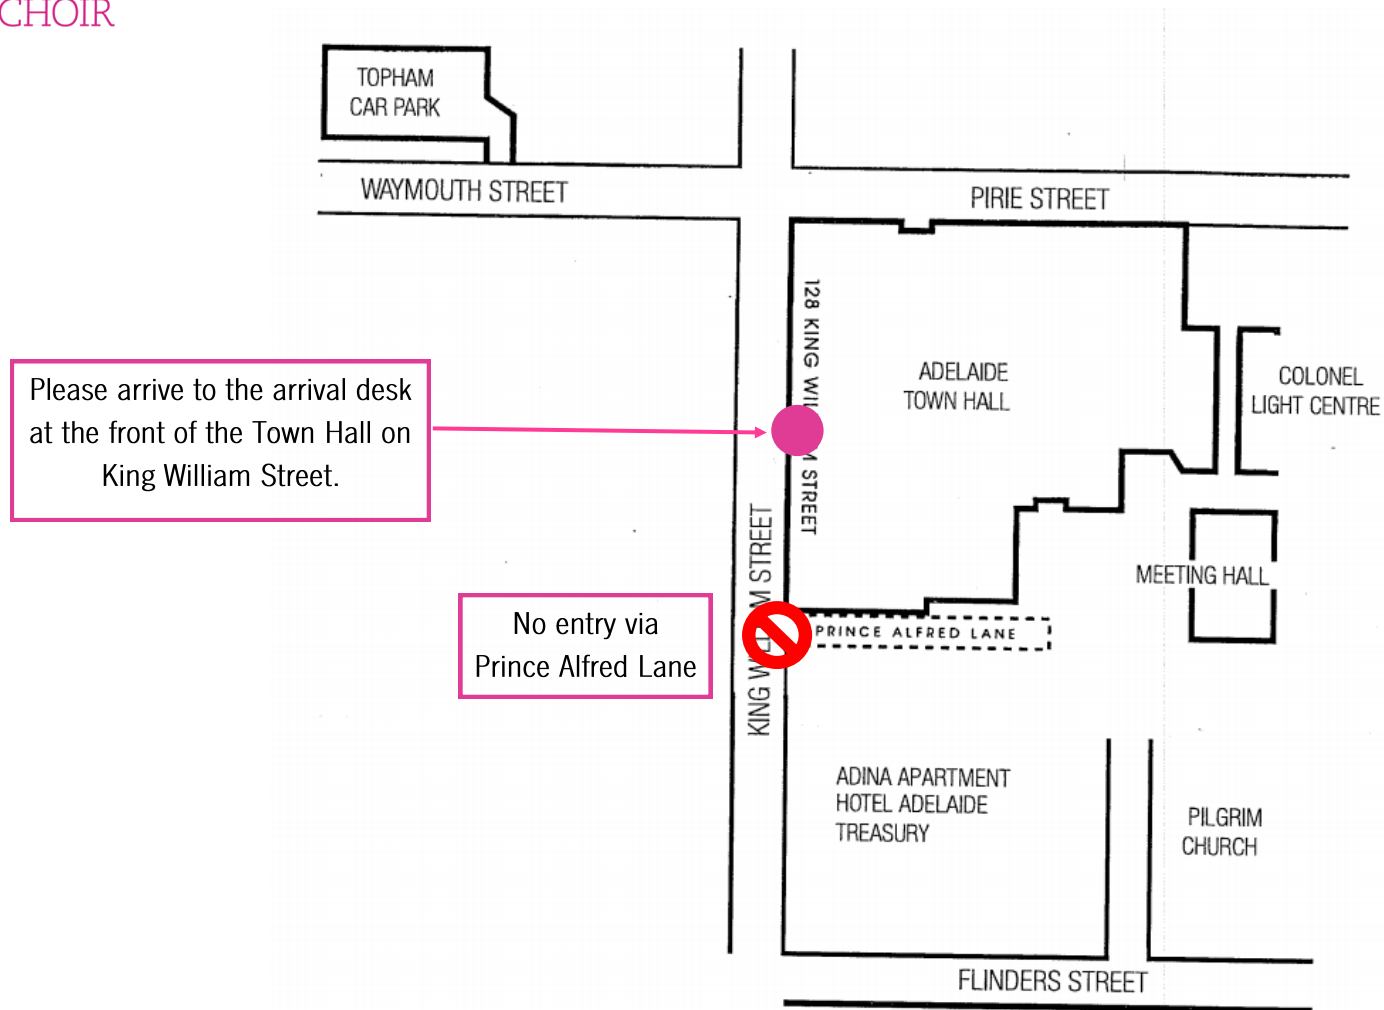 CHOIR
TOPHAM
CAR PARK
WAYMOUTH STREET
PIRIE STREET
128 KING WIL M STREET
ADELAIDE
TOWN HALL
COLONEL
LIGHT CENTRE
Please arrive to the arrival desk
at the front of the Town Hall on
King William Street.
KING W M STREET
MEETING HALL
No entry via
Prince Alfred Lane
PRINCE ALFRED LANE
ADINA APARTMENT
HOTEL ADELAIDE
TREASURY
PILGRIM
CHURCH
FLINDERS STREET